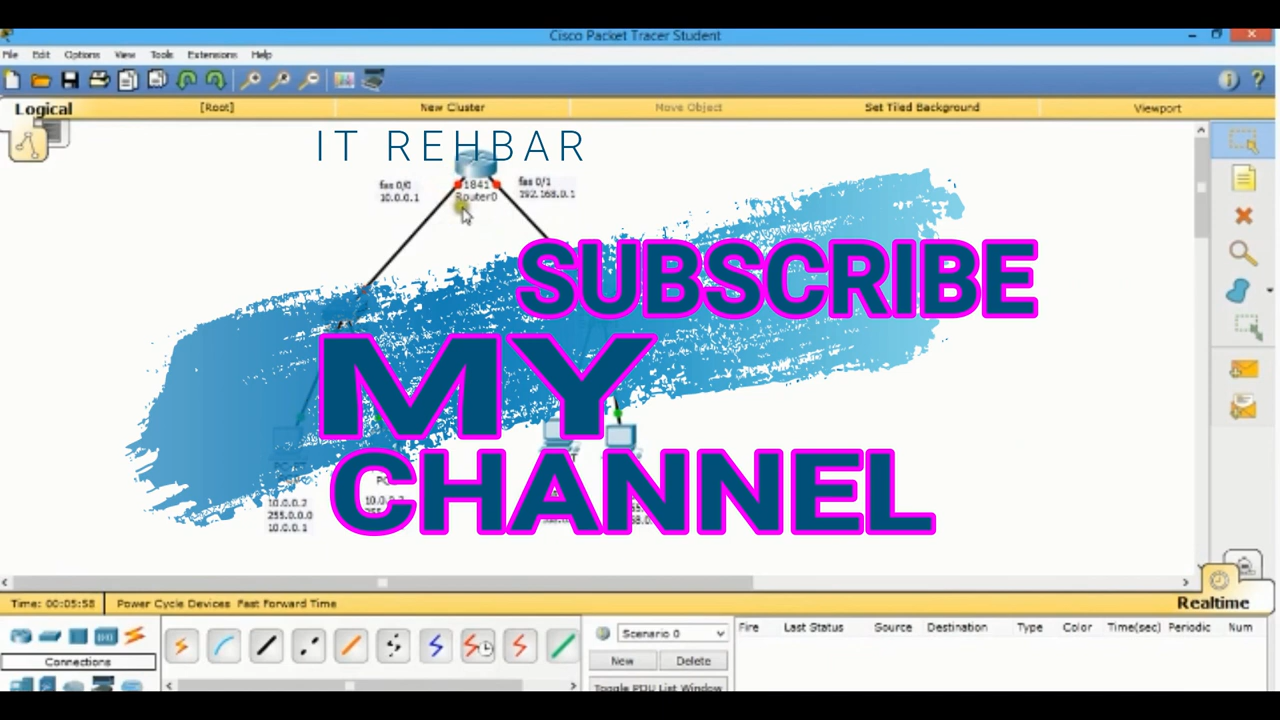 Cisco Packet Tracer Student
File Edit Options View Tools Extensions Help
Logical [Root] New Cluster Move Object Set Tiled Background Viewport
IT REHBAR
fas 0/0
10.0.0.1
1841
Router0
fas 0/1
192.168.0.1
SUBSCRIBE
MY
CHANNEL
10.0.0.2
255.0.0.0
10.0.0.1
Time: 00:05:58 Power Cycle Devices Fast Forward Time
Realtime
Connections
Scenario 0
New Delete
Toggle PDU List Window
Fire Last Status Source Destination Type Color Time(sec) Periodic Num